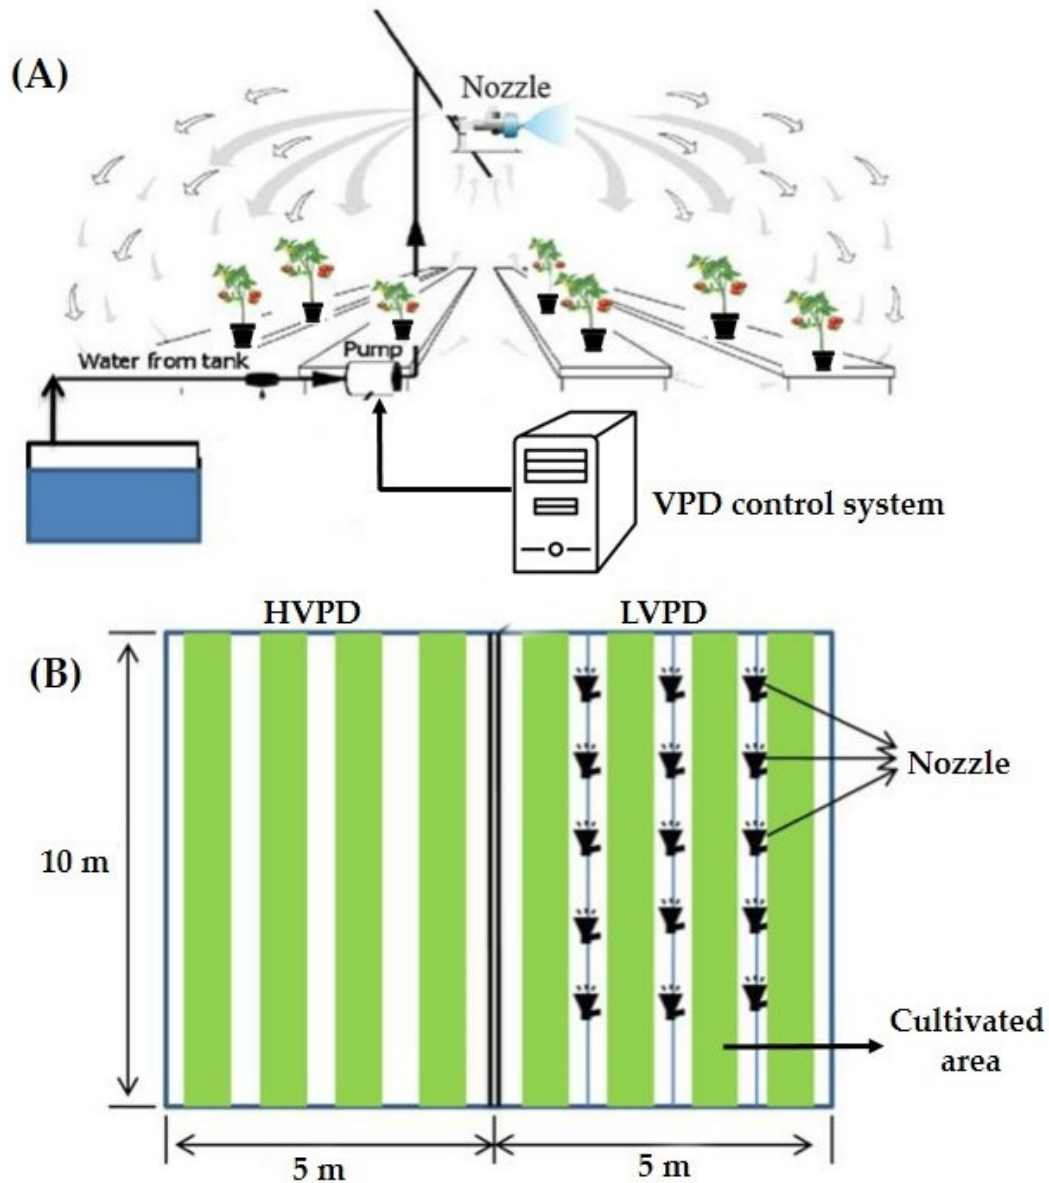 (A)
Nozzle
Water from tank
Pump
VPD control system
HVPD
LVPD
(B)
Nozzle
10 m
Cultivated
area
5 m
5 m